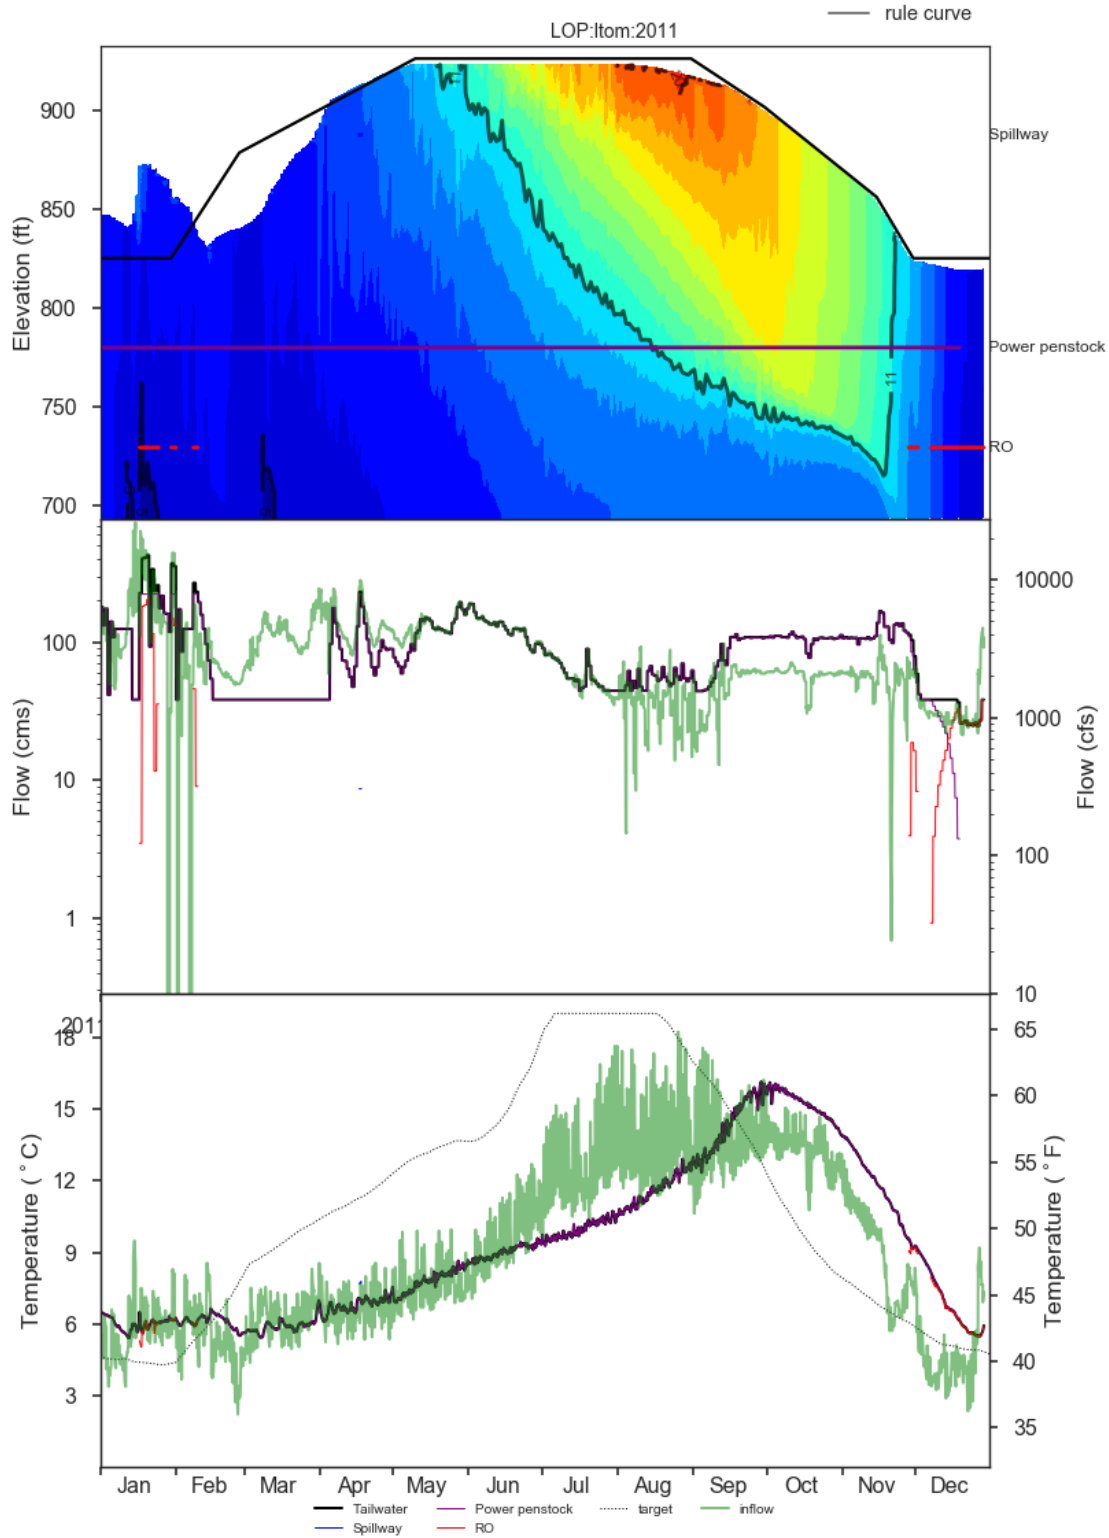 rule curve
LOP:ltom:2011
900
850
800
750
700
Elevation (ft)
Spillway
Power penstock
RO
11
11
100
10
1
Flow (cms)
10000
1000
100
10
Flow (cfs)
2011
18
15
12
9
6
3
Temperature (°C)
65
60
55
50
45
40
35
Temperature (°F)
Jan Feb Mar Apr May Jun Jul Aug Sep Oct Nov Dec
Tailwater Power penstock target inflow
Spillway RO